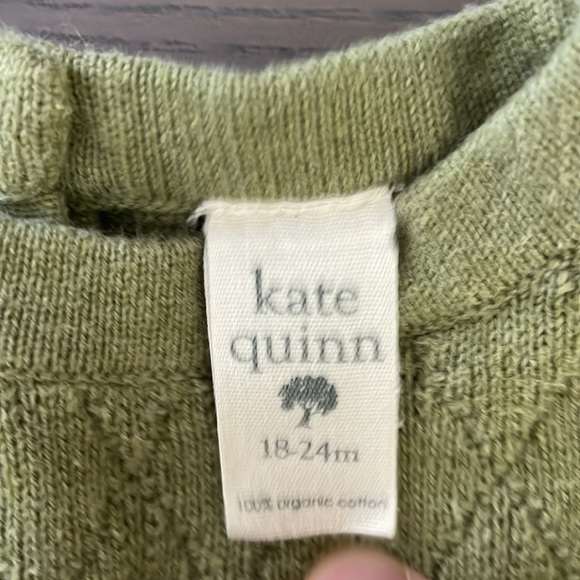 kate
quinn
18-24m
100% organic cotton